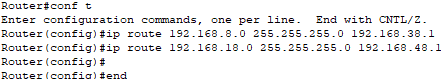 Router#conf t
Enter configuration commands, one per line.  End with CNTL/Z.
Router(config)#ip route 192.168.8.0 255.255.255.0 192.168.38.1
Router(config)#ip route 192.168.18.0 255.255.255.0 192.168.48.1
Router(config)#
Router(config)#end